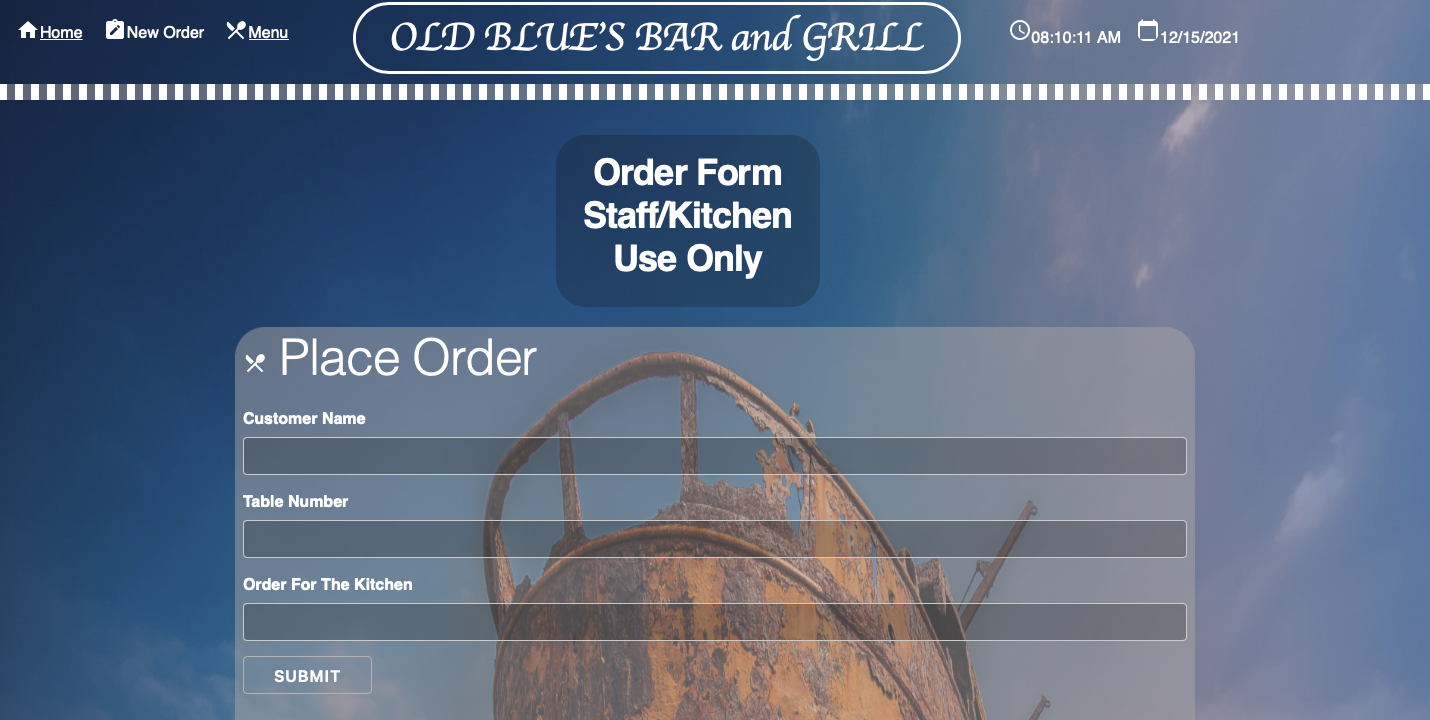 Home New Order Menu OLD BLUE'S BAR and GRILL 08:10:11 AM 12/15/2021
Order Form
Staff/Kitchen
Use Only
Place Order
Customer Name
Table Number
Order For The Kitchen
SUBMIT